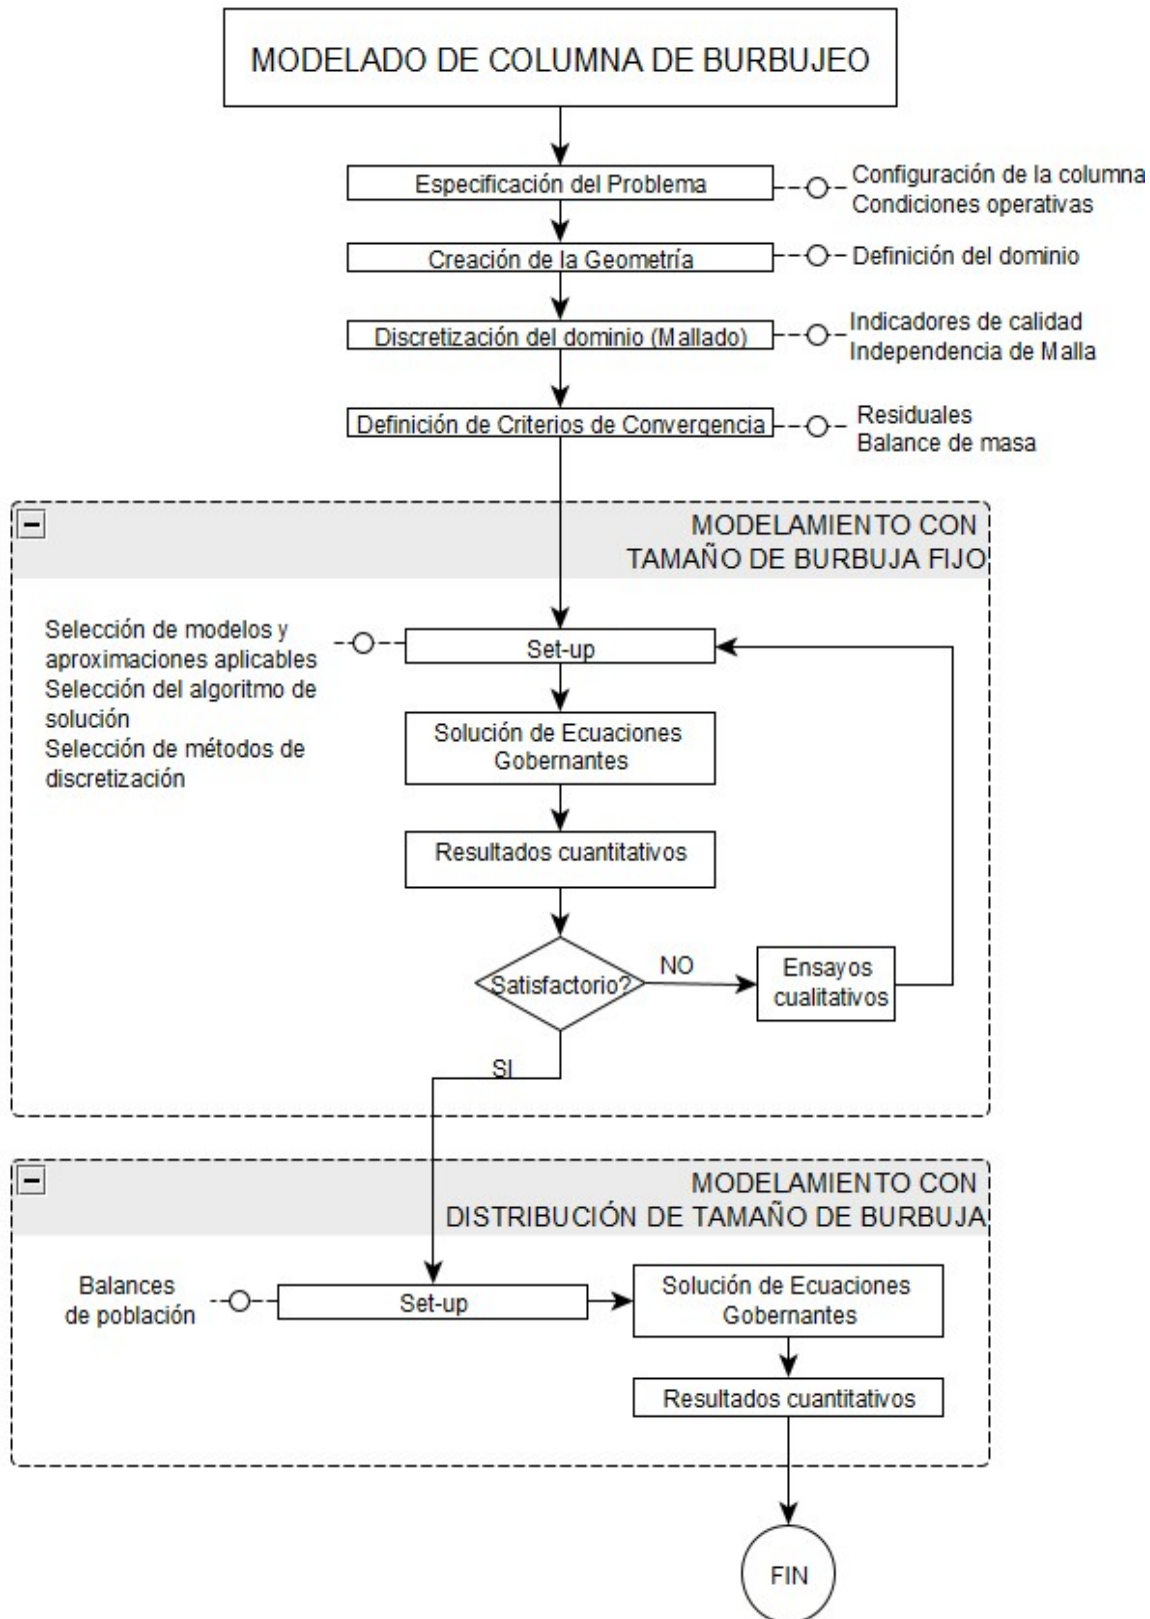 MODELADO DE COLUMNA DE BURBUJEO
Especificación del Problema
Configuración de la columna
Condiciones operativas
Creación de la Geometría
Definición del dominio
Discretización del dominio (Mallado)
Indicadores de calidad
Independencia de Malla
Definición de Criterios de Convergencia
Residuales
Balance de masa
MODELAMIENTO CON
TAMAÑO DE BURBUJA FIJO
Selección de modelos y
aproximaciones aplicables
Selección del algoritmo de
solución
Selección de métodos de
discretización
Set-up
Solución de Ecuaciones
Gobernantes
Resultados cuantitativos
Satisfactorio?
NO
Ensayos
cualitativos
SI
MODELAMIENTO CON
DISTRIBUCIÓN DE TAMAÑO DE BURBUJA
Balances
de población
Set-up
Solución de Ecuaciones
Gobernantes
Resultados cuantitativos
FIN